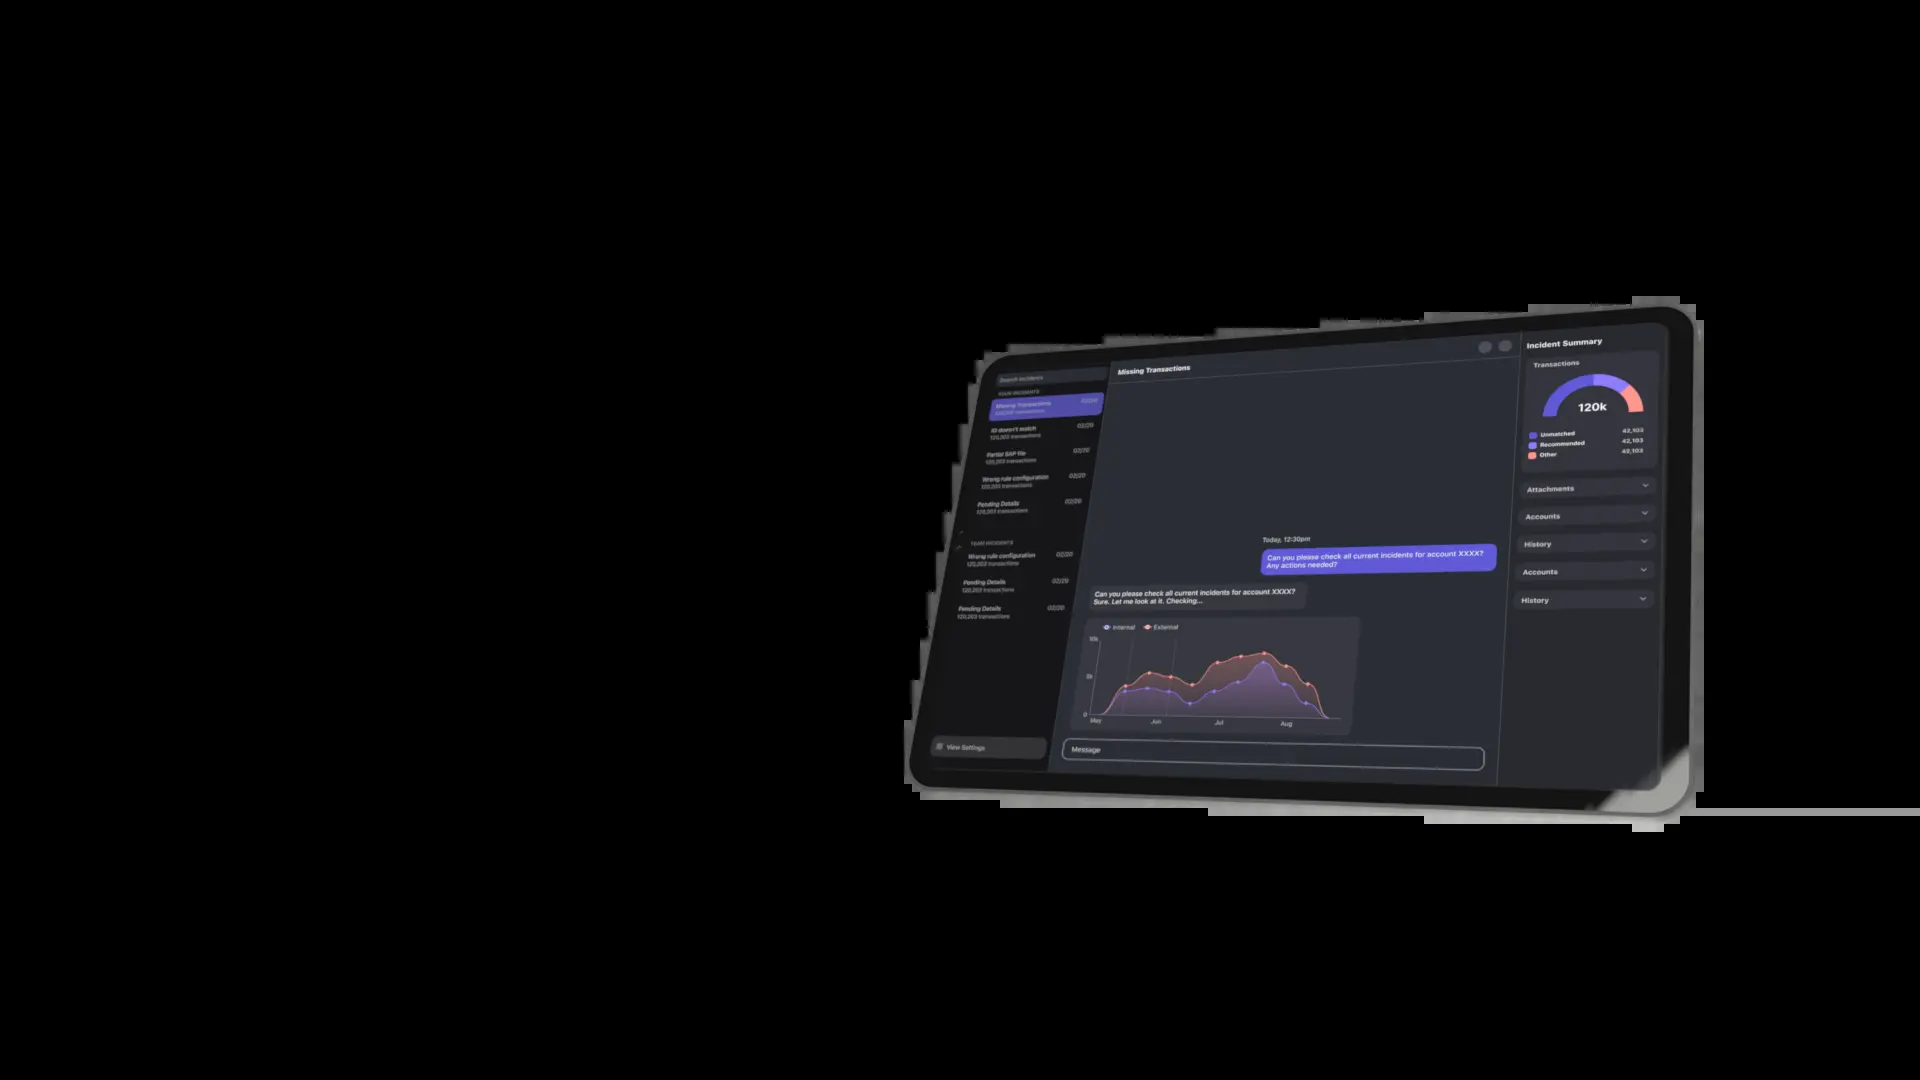 Search Incidents
YOUR INCIDENTS
Missing Transactions 02/20
ID doesn't match 02/20
120,203 transactions
Partial SAP file 02/20
120,203 transactions
Wrong rule configuration 02/20
120,203 transactions
Pending Details 02/20
120,203 transactions
TEAM INCIDENTS
Wrong rule configuration 02/20
120,203 transactions
Pending Details 02/20
120,203 transactions
Pending Details 02/20
120,203 transactions
View Settings
Missing Transactions
Today, 12:30pm
Can you please check all current incidents for account XXXX?
Any actions needed?
Can you please check all current incidents for account XXXX?
Sure. Let me look at it. Checking...
Internal External
10k
0
May Jun Jul Aug
Message
Incident Summary
Transactions
120k
Unmatched 42,103
Recommended 42,103
Other 42,103
Attachments
Accounts
History
Accounts
History